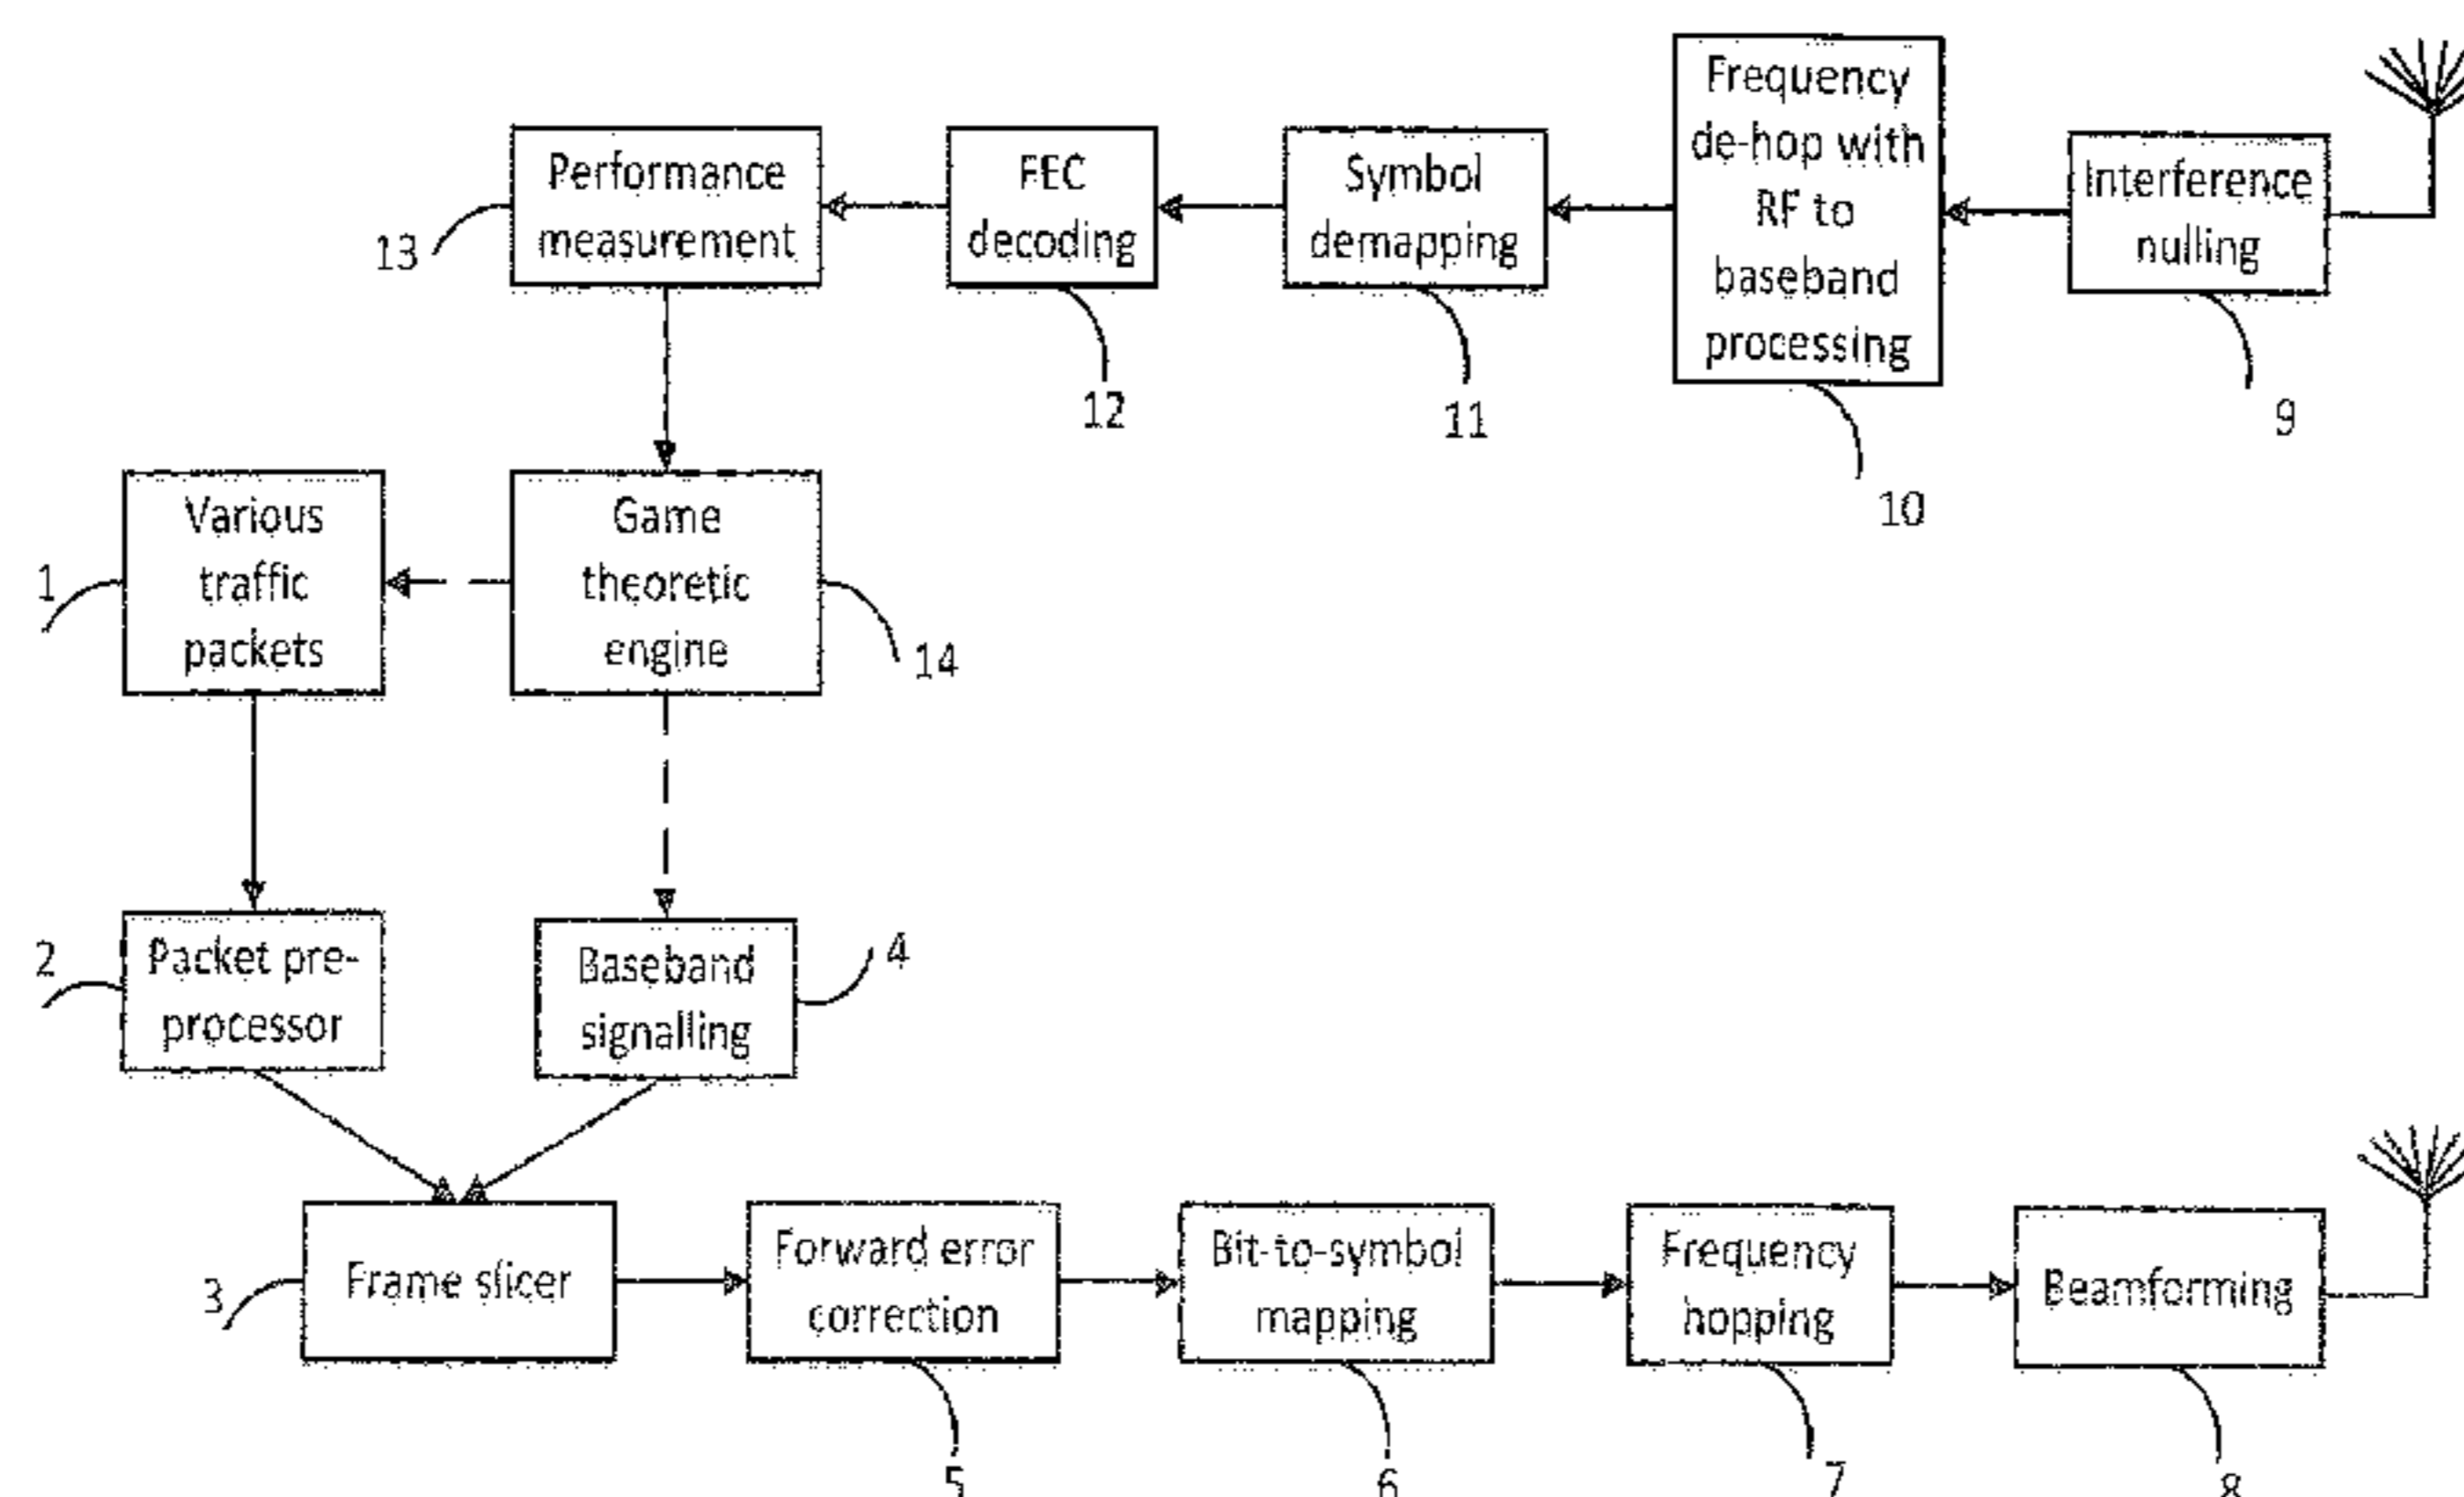 Frequency
de-hop with
RF to
baseband
processing
10
Interference
nulling
9
Symbol
demapping
11
FEC
decoding
12
Performance
measurement
13
Various
traffic
packets
1
Game
theoretic
engine
14
Packet pre-
processor
2
Baseband
signalling
4
Frame slicer
3
Forward error
correction
5
Bit-to-symbol
mapping
6
Frequency
hopping
7
Beamforming
8